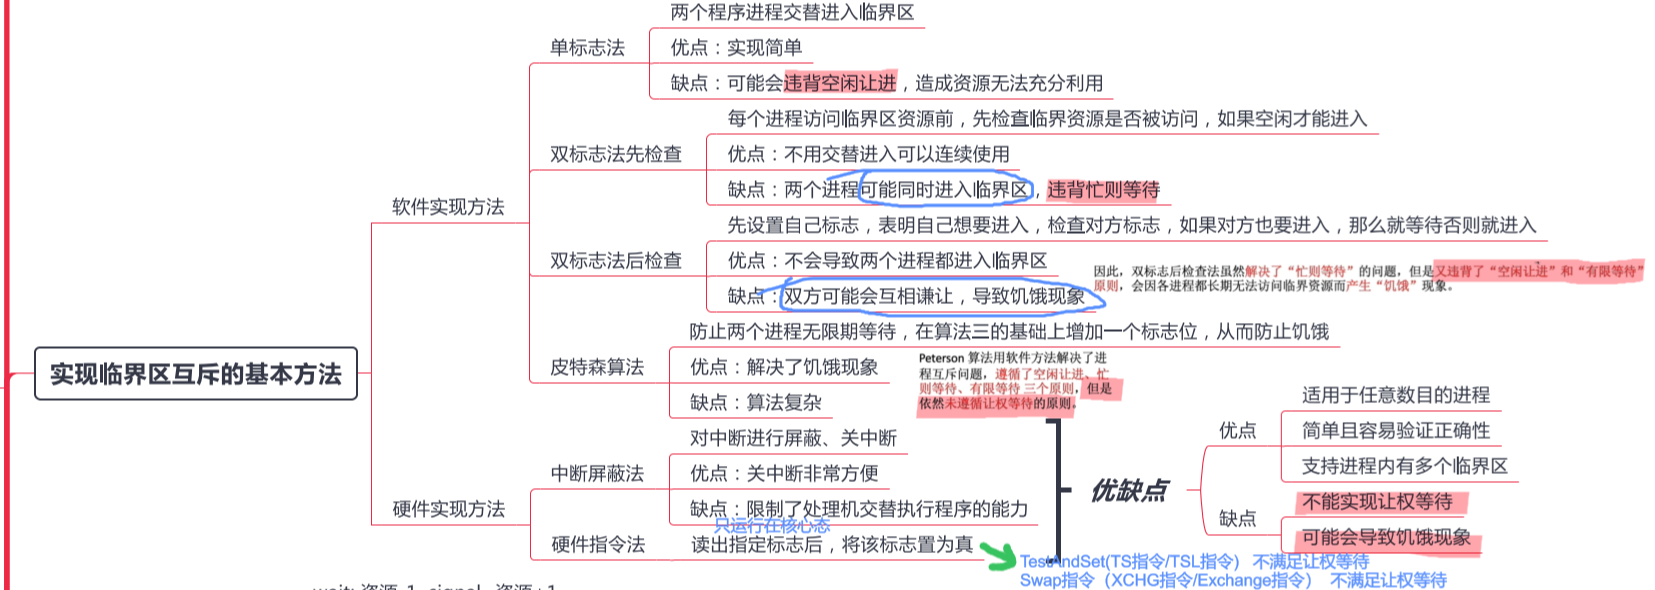 两个程序进程交替进入临界区
单标志法
优点：实现简单
缺点：可能会违背空闲让进，造成资源无法充分利用
每个进程访问临界区资源前，先检查临界资源是否被访问，如果空闲才能进入
双标志法先检查
优点：不用交替进入可以连续使用
缺点：两个进程可能同时进入临界区，违背忙则等待
软件实现方法
先设置自己标志，表明自己想要进入，检查对方标志，如果对方也要进入，那么就等待否则就进入
双标志法后检查
优点：不会导致两个进程都进入临界区
缺点：双方可能会互相谦让，导致饥饿现象
因此，双标志后检查法虽然解决了“忙则等待”的问题，但是又违背了“空闲让进”和“有限等待”
原则，会因各进程都长期无法访问临界资源而产生“饥饿”现象。
防止两个进程无限期等待，在算法三的基础上增加一个标志位，从而防止饥饿
皮特森算法
优点：解决了饥饿现象
缺点：算法复杂
Peterson 算法用软件方法解决了进
程互斥问题，遵循了空闲让进、忙
则等待、有限等待 三个原则，但是
依然未遵循让权等待的原则。
实现临界区互斥的基本方法
对中断进行屏蔽、关中断
中断屏蔽法
优点：关中断非常方便
缺点：限制了处理机交替执行程序的能力
只运行在核心态
硬件实现方法
硬件指令法
读出指定标志后，将该标志置为真
TestAndSet(TS指令/TSL指令) 不满足让权等待
Swap指令（XCHG指令/Exchange指令） 不满足让权等待
优缺点
优点
适用于任意数目的进程
简单且容易验证正确性
支持进程内有多个临界区
缺点
不能实现让权等待
可能会导致饥饿现象